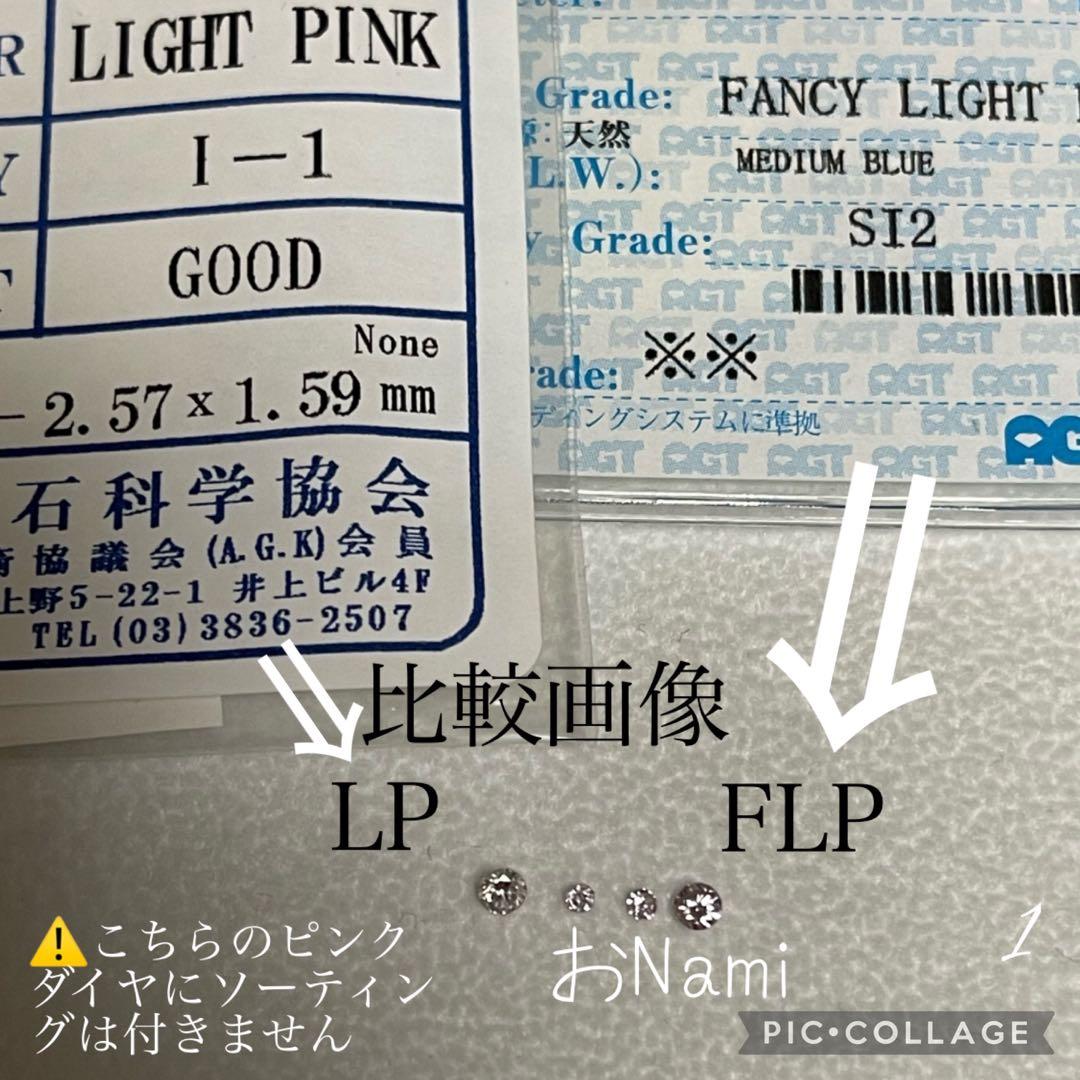 LIGHT PINK
I-1
GOOD
None
-2.57 x 1.59 mm
石科学協会
術協議会(A.G.K)会員
上野5-22-1 井上ビル4F
TEL (03) 3836-2507
Grade: FANCY LIGHT
天然
L.W.): MEDIUM BLUE
Grade: SI2
rade: ※※
ディングシステムに準拠
AGT
比較画像
LP
FLP
⚠️こちらのピンク
ダイヤにソーティン
グは付きません
おNami
1
PIC•COLLAGE